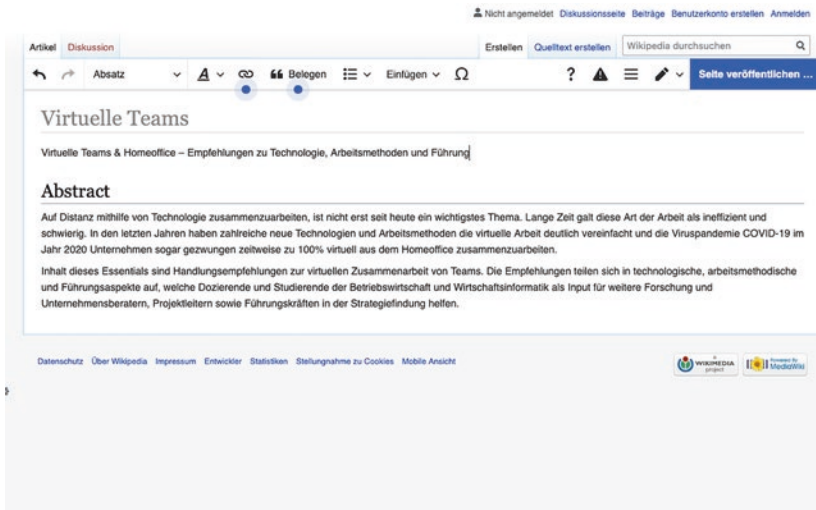 Nicht angemeldet Diskussionsseite Beiträge Benutzerkonto erstellen Anmelden
Artikel Diskussion Erstellen Quelltext erstellen Wikipedia durchsuchen
Absatz A Belegen Einfügen Ω ? Seite veröffentlichen ...
Virtuelle Teams
Virtuelle Teams & Homeoffice – Empfehlungen zu Technologie, Arbeitsmethoden und Führung
Abstract
Auf Distanz mithilfe von Technologie zusammenzuarbeiten, ist nicht erst seit heute ein wichtigstes Thema. Lange Zeit galt diese Art der Arbeit als ineffizient und
schwierig. In den letzten Jahren haben zahlreiche neue Technologien und Arbeitsmethoden die virtuelle Arbeit deutlich vereinfacht und die Viruspandemie COVID-19 im
Jahr 2020 Unternehmen sogar gezwungen zeitweise zu 100% virtuell aus dem Homeoffice zusammenzuarbeiten.
Inhalt dieses Essentials sind Handlungsempfehlungen zur virtuellen Zusammenarbeit von Teams. Die Empfehlungen teilen sich in technologische, arbeitsmethodische
und Führungsaspekte auf, welche Dozierende und Studierende der Betriebswirtschaft und Wirtschaftsinformatik als Input für weitere Forschung und
Unternehmensberatern, Projektleitern sowie Führungskräften in der Strategiefindung helfen.
Datenschutz Über Wikipedia Impressum Entwickler Statistiken Stellungnahme zu Cookies Mobile Ansicht
A WIKIMEDIA project Powered By MediaWiki